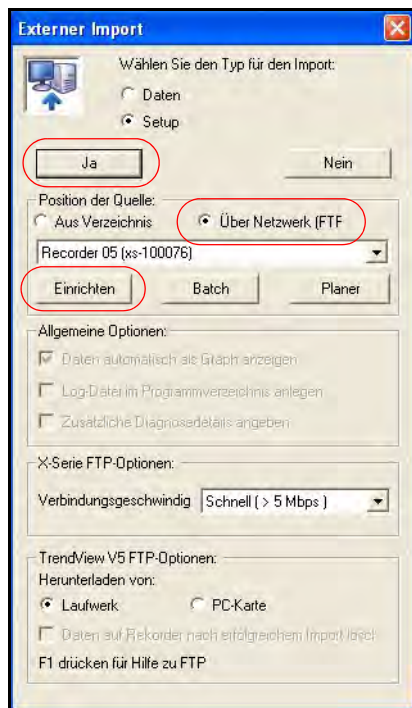 Externer Import
Wählen Sie den Typ für den Import:
Daten
Setup
Ja
Nein
Position der Quelle:
Aus Verzeichnis
Über Netzwerk (FTF
Recorder 05 (xs-100076)
Einrichten
Batch
Planer
Allgemeine Optionen:
Daten automatisch als Graph anzeigen
Log-Datei im Programmverzeichnis anlegen
Zusätzliche Diagnosedetails angeben
X-Serie FTP-Optionen:
Verbindungsgeschwindig
Schnell ( > 5 Mbps )
TrendView V5 FTP-Optionen:
Herunterladen von:
Laufwerk
PC-Karte
Daten auf Rekorder nach erfolgreichem Import löscl
F1 drücken für Hilfe zu FTP